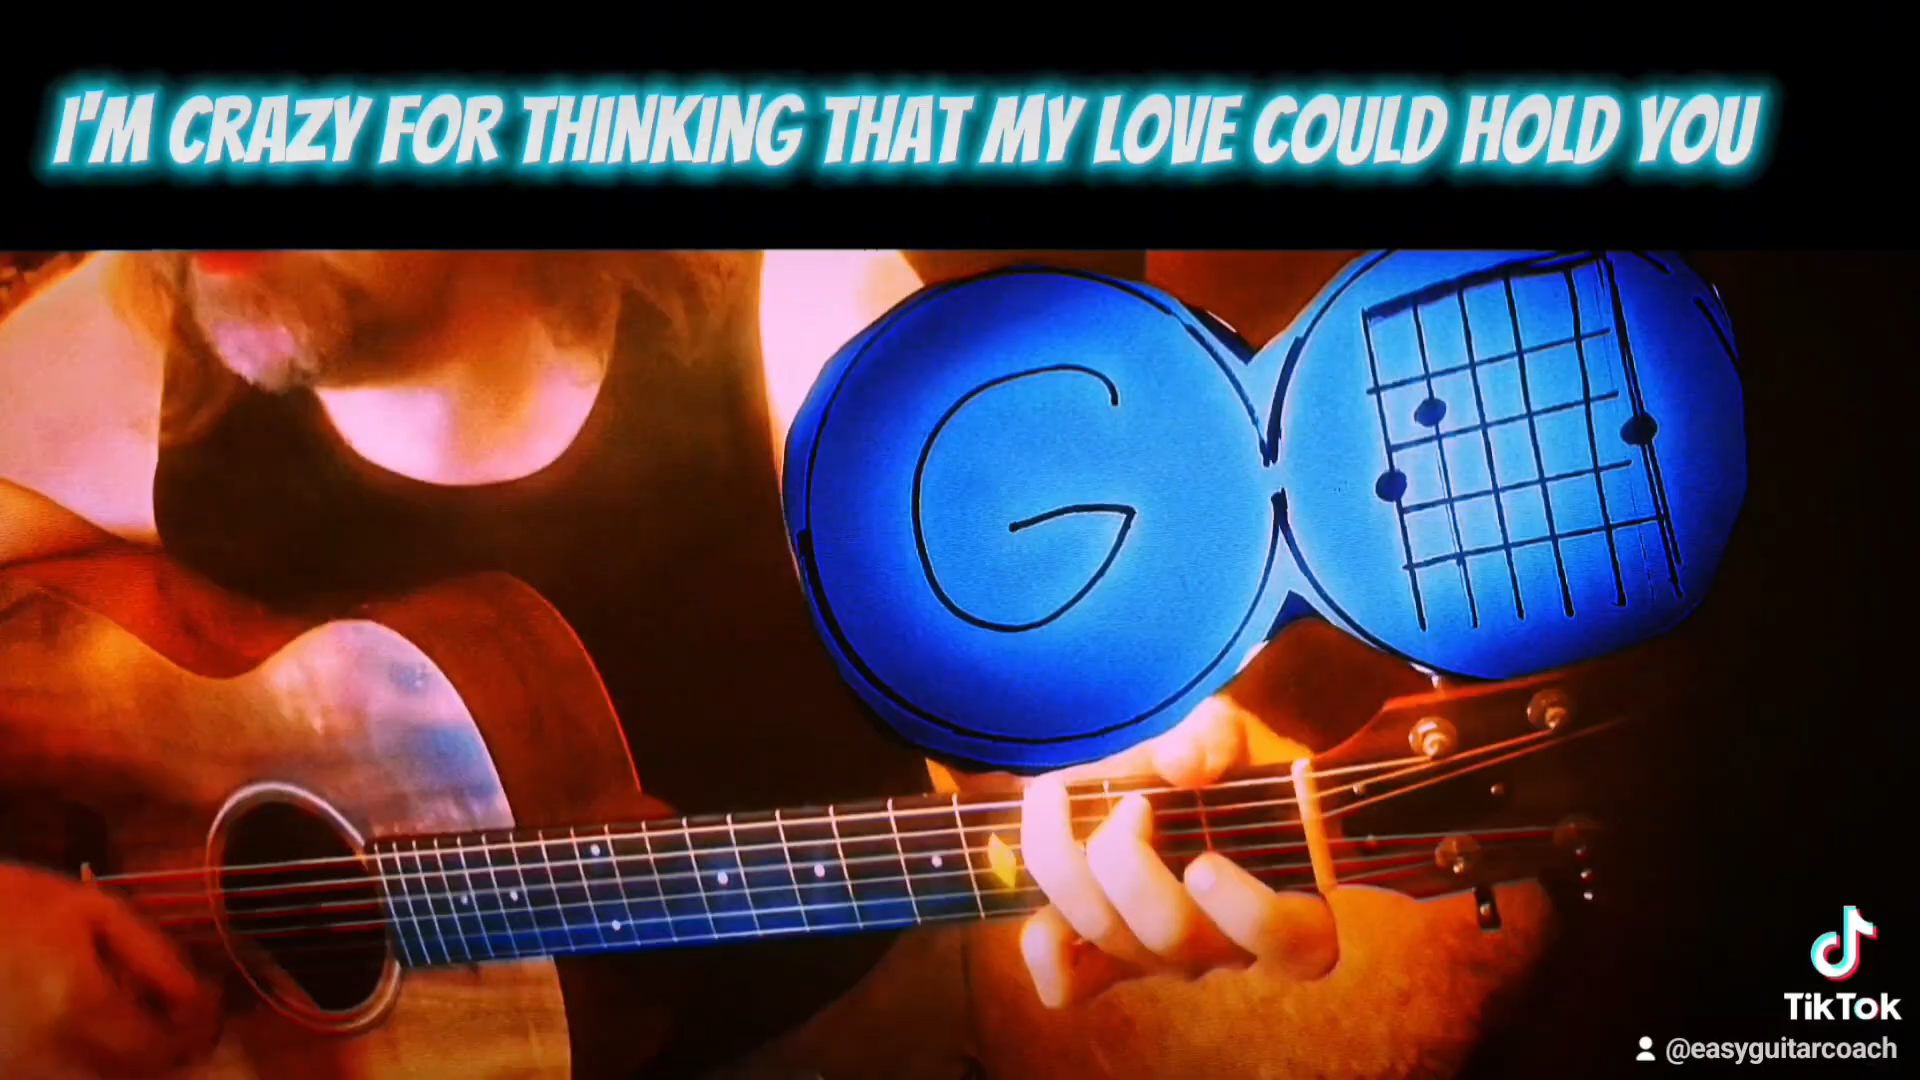 I'M CRAZY FOR THINKING THAT MY LOVE COULD HOLD YOU
G
TikTok
@easyguitarcoach